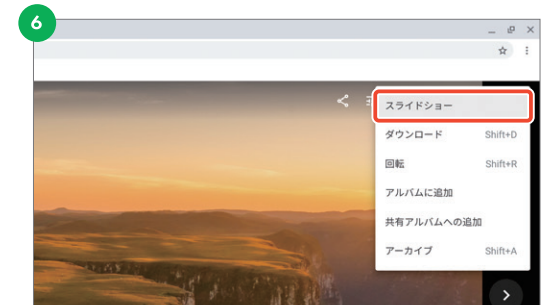 6
スライドショー
ダウンロード Shift+D
回転 Shift+R
アルバムに追加
共有アルバムへの追加
アーカイブ Shift+A